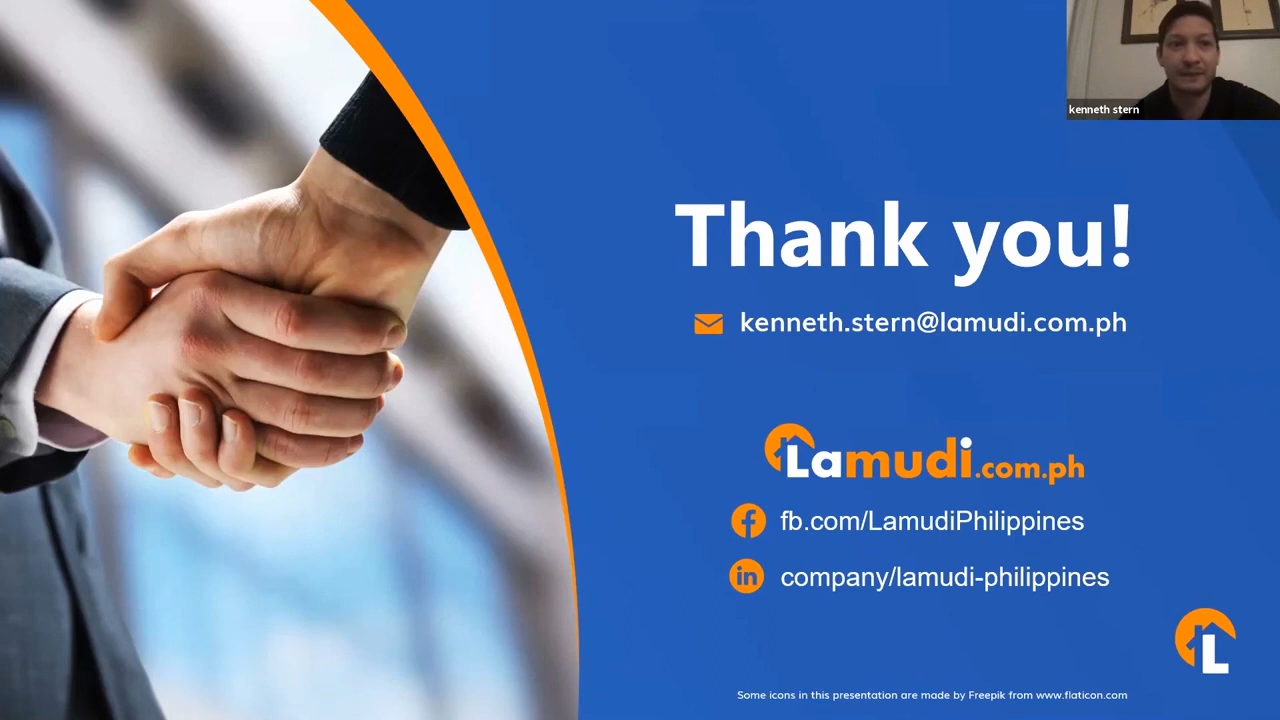 kenneth stern
Thank you!
kenneth.stern@lamudi.com.ph
Lamudi.com.ph
fb.com/LamudiPhilippines
in company/lamudi-philippines
L
Some icons in this presentation are made by Freepik from www.flaticon.com